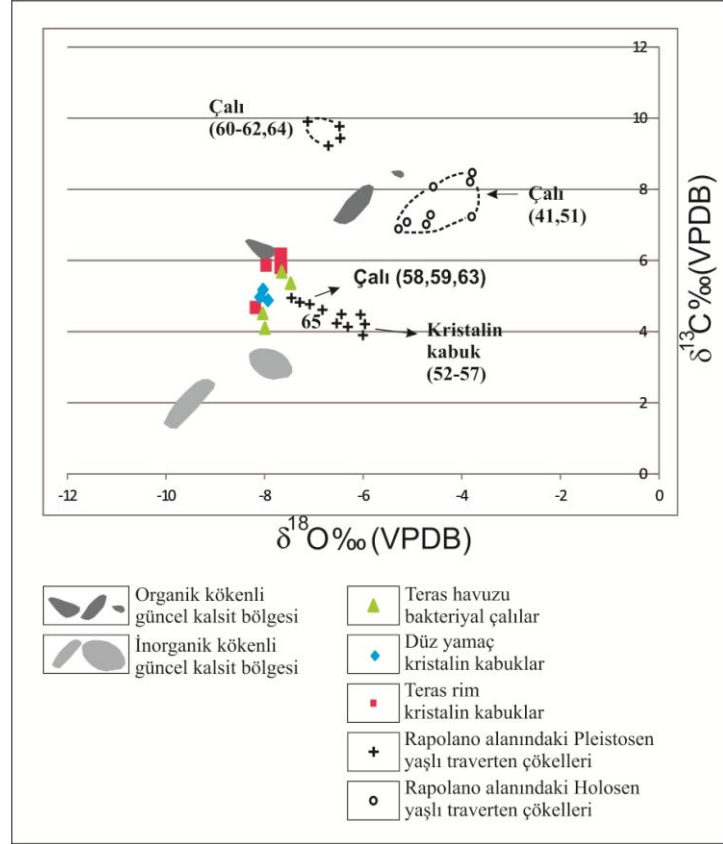 12
10
8
6
4
2
0
-12
-10
-8
-6
-4
-2
0
δ18O‰(VPDB)
δ13C‰(VPDB)
Çalı
(60-62,64)
Çalı
(41,51)
Çalı (58,59,63)
65
Kristalin
kabuk
(52-57)
Organik kökenli
güncel kalsit bölgesi
İnorganik kökenli
güncel kalsit bölgesi
Teras havuzu
bakteriyal çalılar
Düz yamaç
kristalin kabuklar
Teras rim
kristalin kabuklar
Rapolano alanındaki Pleistosen
yaşlı traverten çökelleri
Rapolano alanındaki Holosen
yaşlı traverten çökelleri